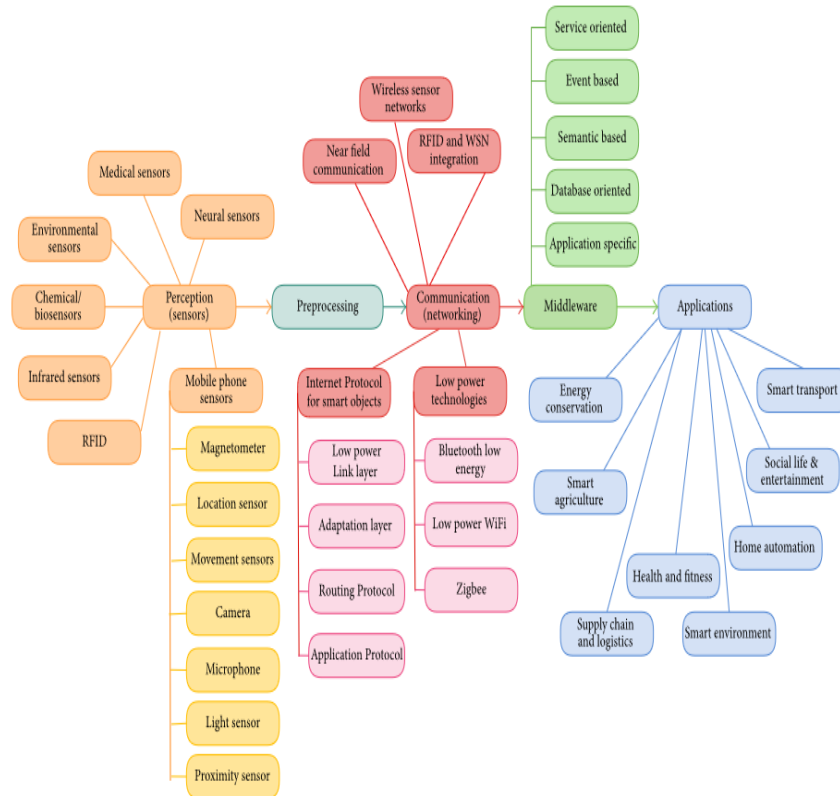 Service oriented
Event based
Semantic based
Database oriented
Application specific
Wireless sensor
networks
Near field
communication
RFID and WSN
integration
Medical sensors
Neural sensors
Environmental
sensors
Chemical/
biosensors
Infrared sensors
RFID
Perception
(sensors)
Preprocessing
Communication
(networking)
Middleware
Applications
Mobile phone
sensors
Magnetometer
Location sensor
Movement sensors
Camera
Microphone
Light sensor
Proximity sensor
Internet Protocol
for smart objects
Low power
Link layer
Adaptation layer
Routing Protocol
Application Protocol
Low power
technologies
Bluetooth low
energy
Low power WiFi
Zigbee
Energy
conservation
Smart
agriculture
Supply chain
and logistics
Health and fitness
Smart environment
Home automation
Social life &
entertainment
Smart transport